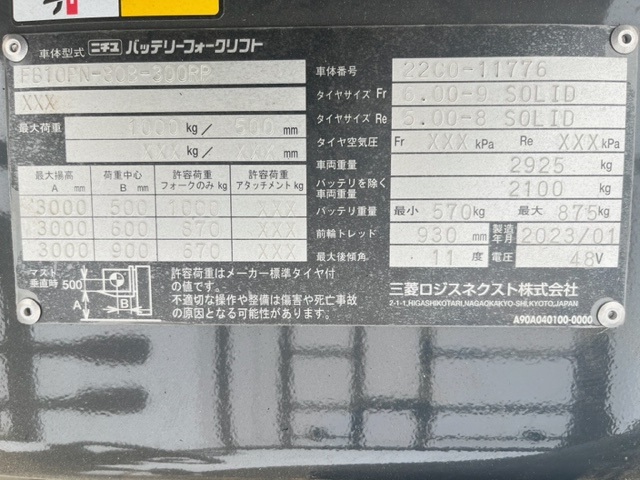 車体型式 ニチユ バッテリーフォークリフト
XXX
最大荷重 1000 kg / 500 mm
XXX kg / XXX mm
最大揚高 A mm 荷重中心 B mm 許容荷重 フォークのみ kg 許容荷重 アタッチメント kg
3000 500 XXX
3000 600 870 XXX
3000 900 670 XXX
マスト垂直時 500 A B
許容荷重はメーカー標準タイヤ付の値です。
不適切な操作や整備は傷害や死亡事故
の原因となる可能性があります。
車体番号 22C0-11776
タイヤサイズ Fr 6.00-9 SOLID
タイヤサイズ Re 5.00-8 SOLID
タイヤ空気圧 Fr XXX kPa Re XXX kPa
車両重量 2925 kg
バッテリを除く車両重量 2100 kg
バッテリ重量 最小 570 kg 最大 875 kg
前輪トレッド 930 mm 製造年月 2023/01
最大後傾角 11 度 電圧 48 V
三菱ロジスネクスト株式会社
2-1-1,HIGASHIKOTARI,NAGAOKAKYO-SHI,KYOTO,JAPAN
A90A040100-0000